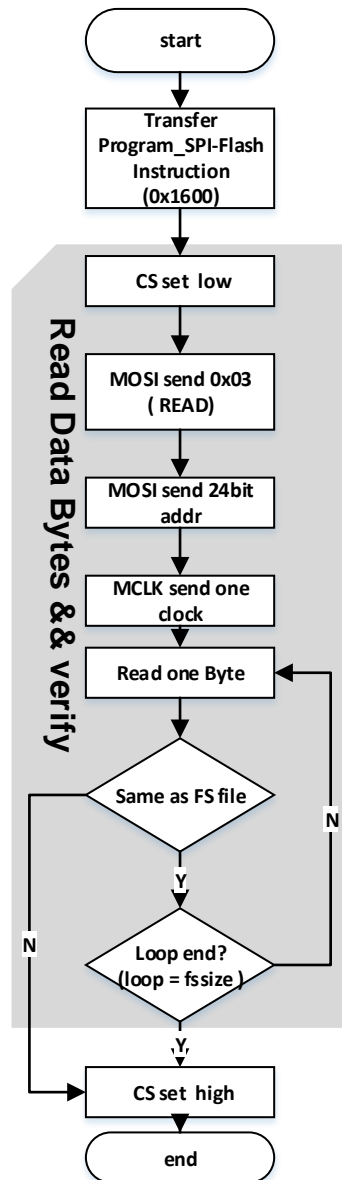 start
Transfer
Program_SPI-Flash
Instruction
(0x1600)
CS set low
Read Data Bytes && verify
MOSI send 0x03
( READ)
MOSI send 24bit
addr
MCLK send one
clock
Read one Byte
Same as FS file
N
Y
N
Loop end?
(loop = fssize )
Y
CS set high
end